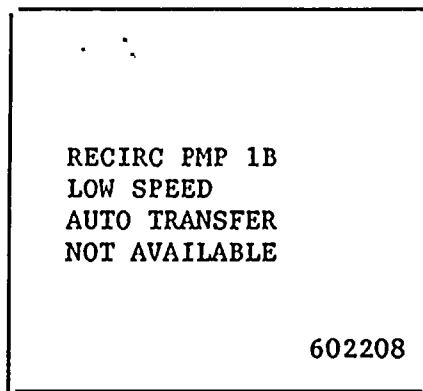 RECIRC PMP 1B
LOW SPEED
AUTO TRANSFER
NOT AVAILABLE
602208